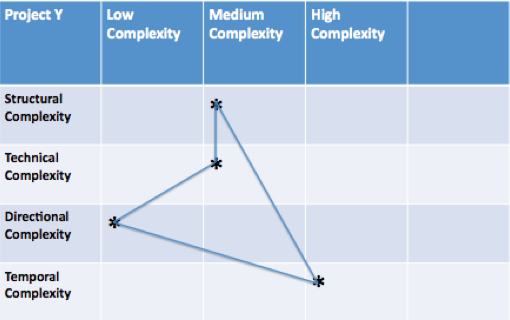 Project Y
Low
Complexity
Medium
Complexity
High
Complexity
Structural
Complexity
*
Technical
Complexity
*
Directional
Complexity
*
Temporal
Complexity
*